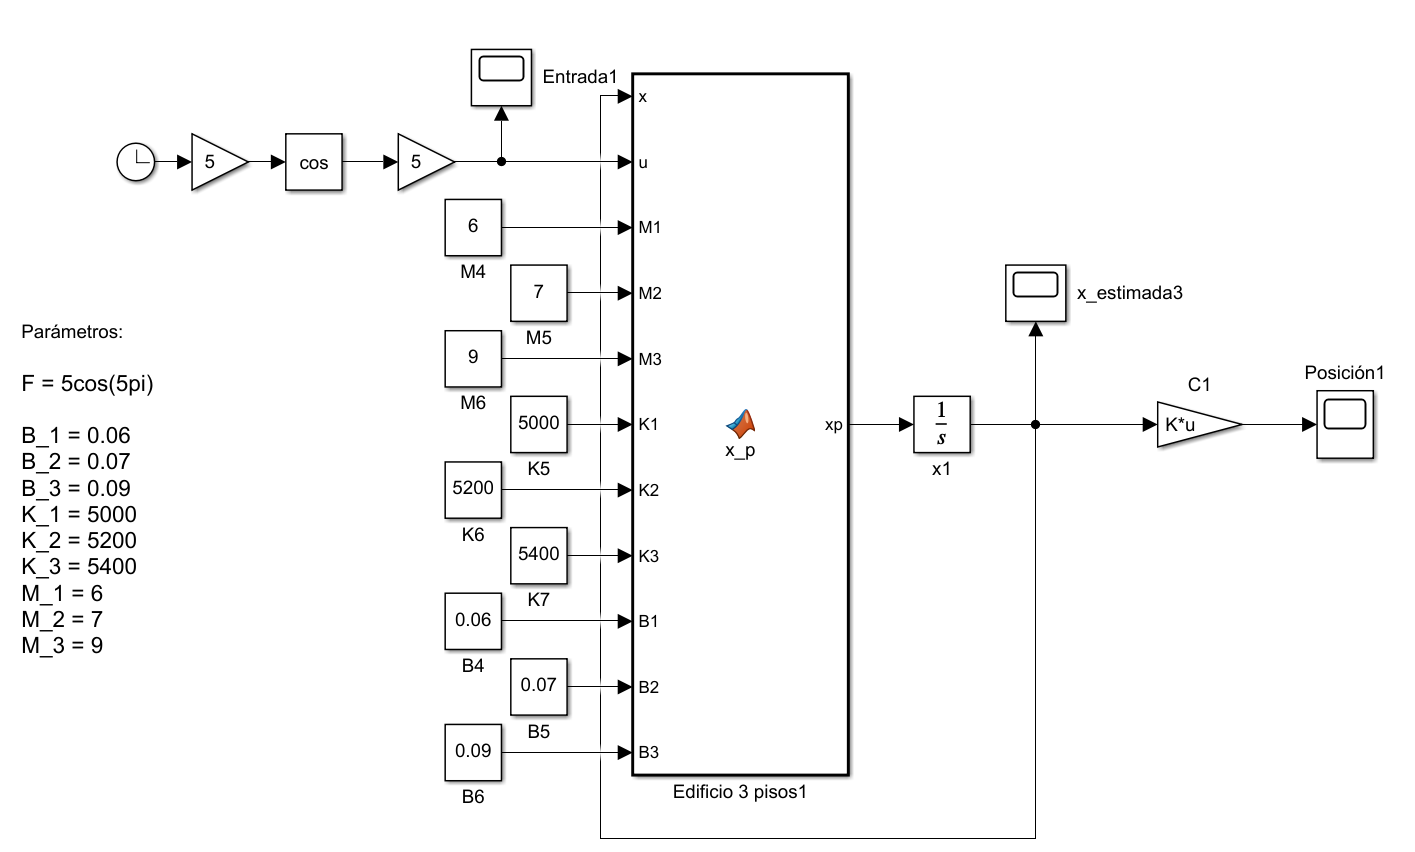 Entrada1
x
5
cos
5
u
6
M1
M4
7
M2
M5
x_estimada3
Parámetros:
9
M3
M6
F = 5cos(5pi)
Posición1
C1
5000
K1
K5
x_p
xp
1
s
x1
K*u
B_1 = 0.06
B_2 = 0.07
B_3 = 0.09
K_1 = 5000
K_2 = 5200
K_3 = 5400
M_1 = 6
M_2 = 7
M_3 = 9
5200
K2
K6
5400
K3
K7
0.06
B1
B4
0.07
B2
B5
0.09
B3
B6
Edificio 3 pisos1